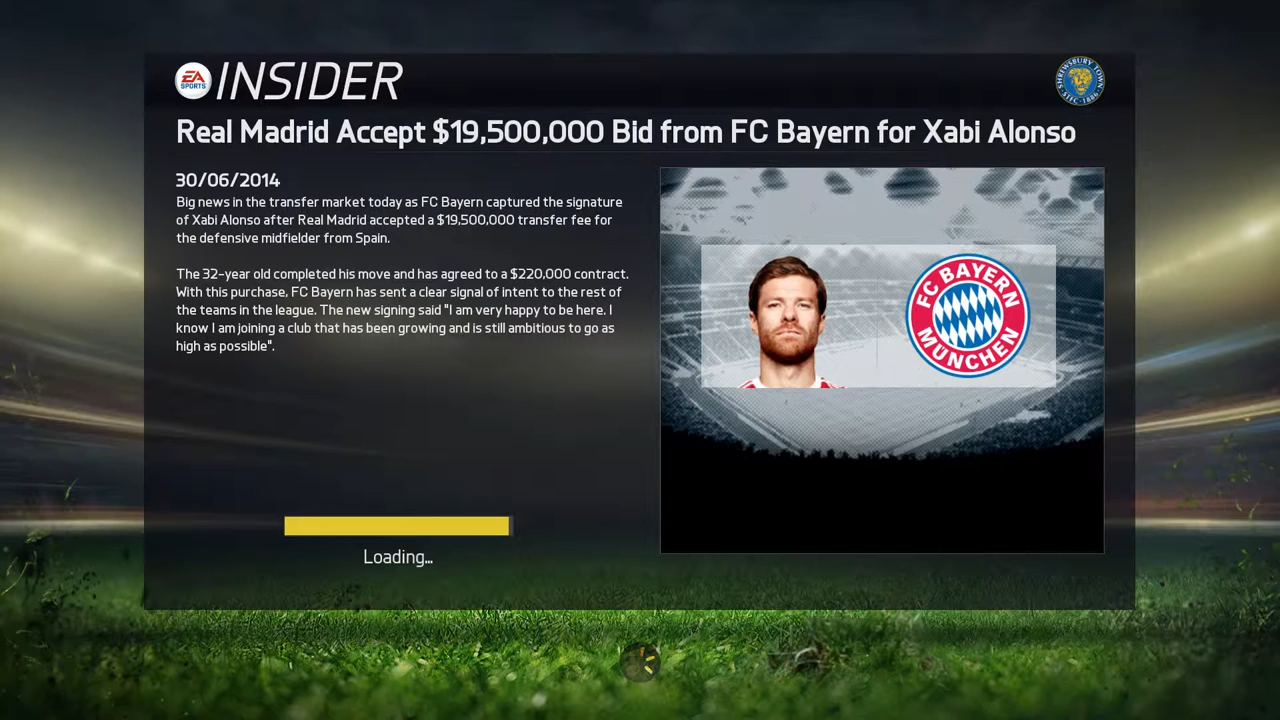 EA
SPORTS
INSIDER
SHREWSBURY TOWN
STFC · 1886
Real Madrid Accept $19,500,000 Bid from FC Bayern for Xabi Alonso
30/06/2014
Big news in the transfer market today as FC Bayern captured the signature
of Xabi Alonso after Real Madrid accepted a $19,500,000 transfer fee for
the defensive midfielder from Spain.
The 32-year old completed his move and has agreed to a $220,000 contract.
With this purchase, FC Bayern has sent a clear signal of intent to the rest of
the teams in the league. The new signing said "I am very happy to be here. I
know I am joining a club that has been growing and is still ambitious to go as
high as possible".
FC BAYERN
MÜNCHEN
Loading...